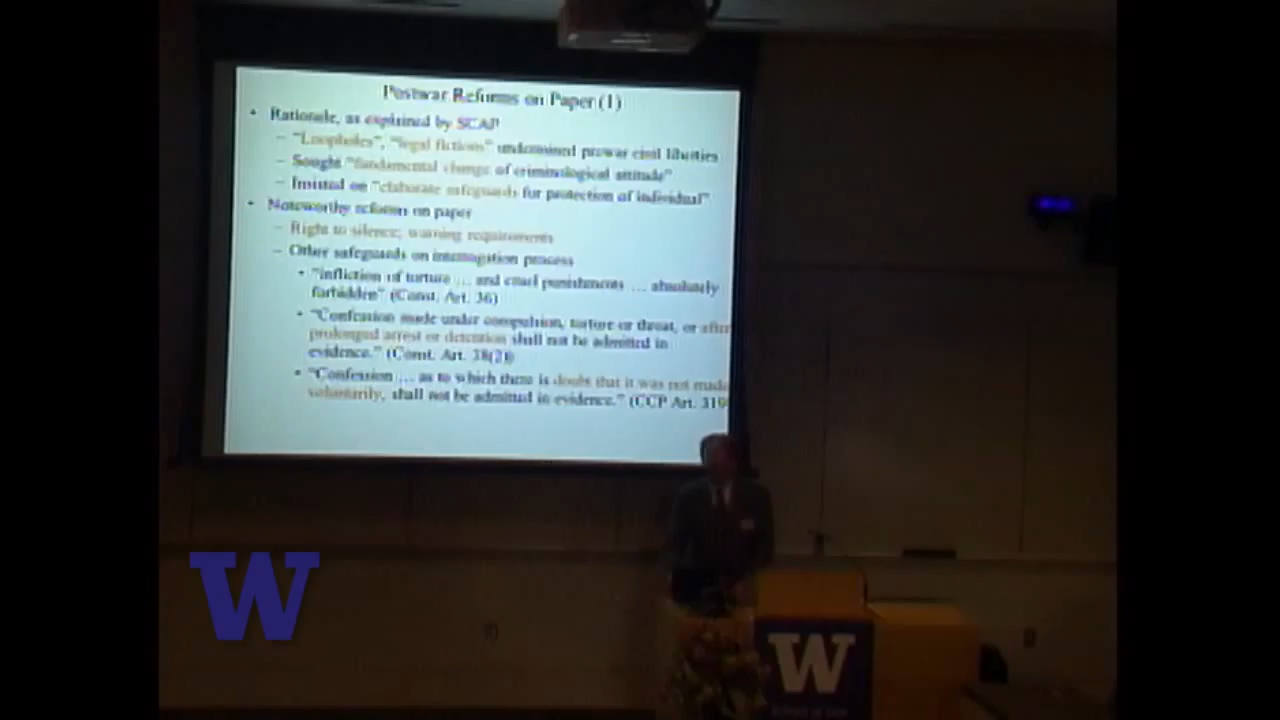 Postwar Reforms on Paper (1)
• Rationale, as explained by SCAP
– "Loopholes", "legal fictions" undermined prewar civil liberties
– Sought "fundamental change of criminological attitude"
– Insisted on "elaborate safeguards for protection of individual"
• Noteworthy reforms on paper
– Right to silence; warning requirements
– Other safeguards on interrogation process
• "infliction of torture … and cruel punishments … absolutely
forbidden" (Const. Art. 36)
• "Confession made under compulsion, torture or threat, or after
prolonged arrest or detention shall not be admitted in
evidence." (Const. Art. 38(2))
• "Confession … as to which there is doubt that it was not made
voluntarily, shall not be admitted in evidence." (CCP Art. 319
W
W